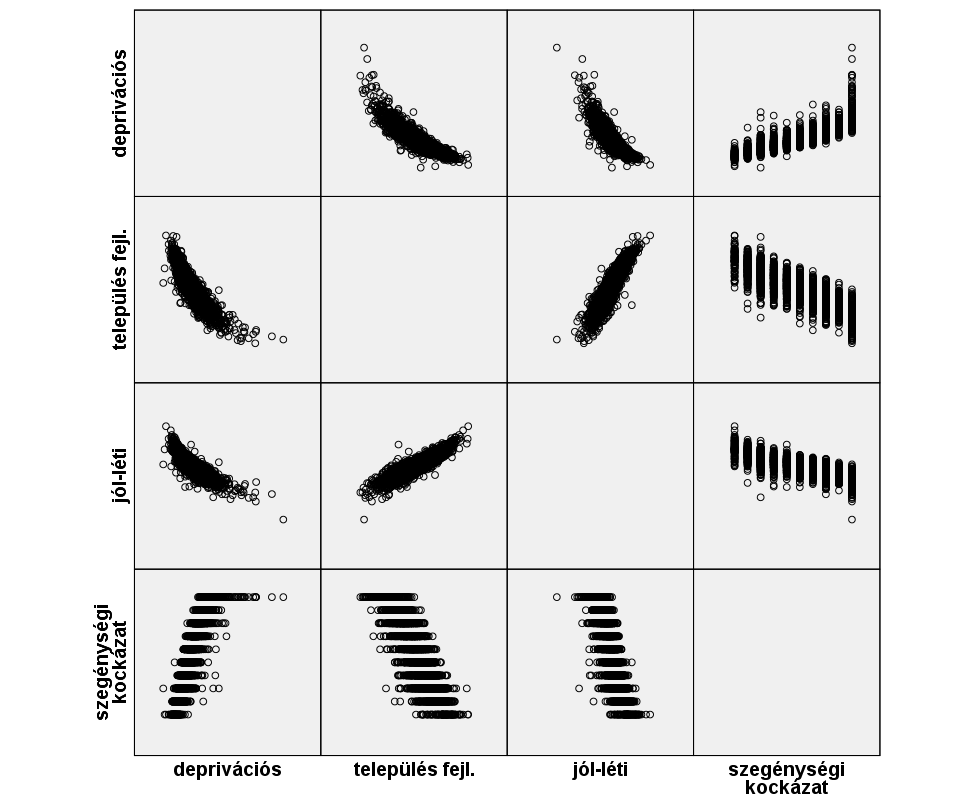 deprivációs
település fejl.
jól-léti
szegénységi
kockázat
deprivációs
település fejl.
jól-léti
szegénységi
kockázat